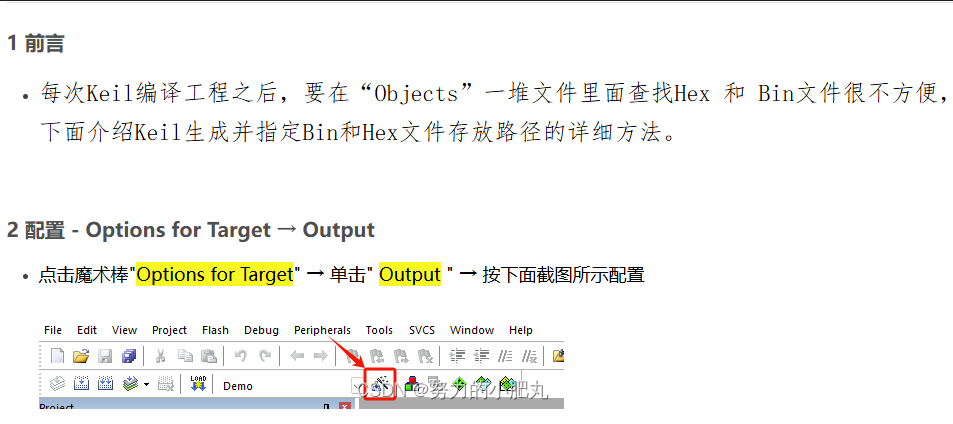 1 前言
每次Keil编译工程之后，要在“Objects”一堆文件里面查找Hex 和 Bin文件很不方便，
下面介绍Keil生成并指定Bin和Hex文件存放路径的详细方法。
2 配置 - Options for Target → Output
点击魔术棒"Options for Target" → 单击" Output " → 按下面截图所示配置
File Edit View Project Flash Debug Peripherals Tools SVCS Window Help
LOAD
Demo
CSDN @努力的小肥丸
Project